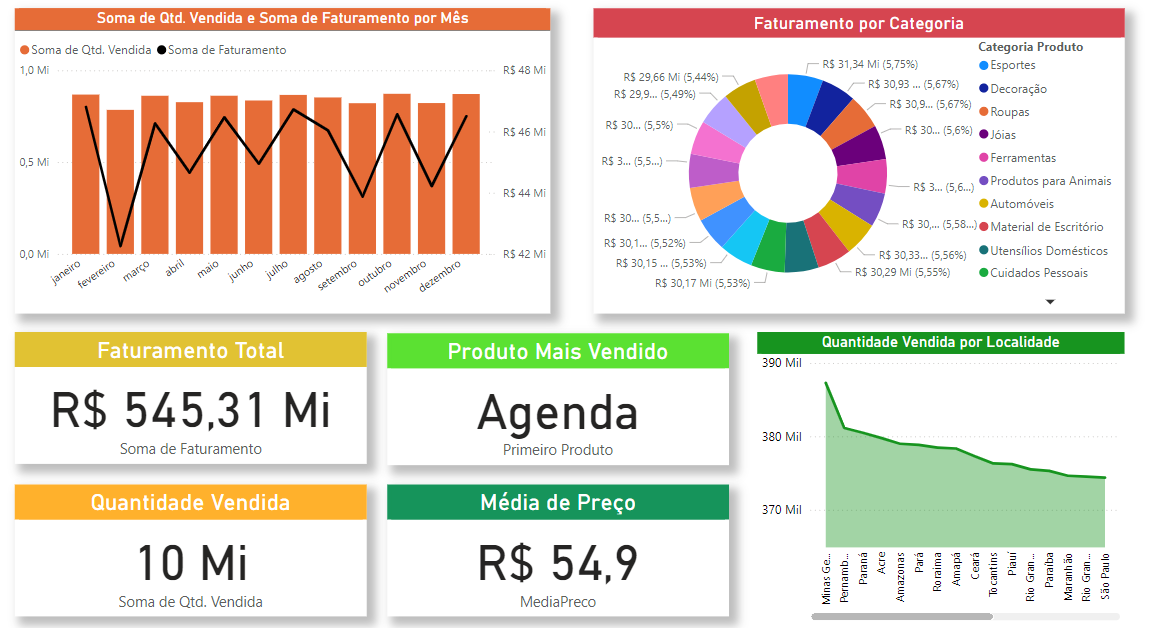 Soma de Qtd. Vendida e Soma de Faturamento por Mês
Soma de Qtd. Vendida Soma de Faturamento
1,0 Mi
0,5 Mi
0,0 Mi
R$ 48 Mi
R$ 46 Mi
R$ 44 Mi
R$ 42 Mi
janeiro
fevereiro
março
abril
maio
junho
julho
agosto
setembro
outubro
novembro
dezembro
Faturamento por Categoria
R$ 31,34 Mi (5,75%)
R$ 30,93 ... (5,67%)
R$ 30,9... (5,67%)
R$ 30... (5,6%)
R$ 3... (5,6...)
R$ 30,... (5,58...)
R$ 30,33... (5,56%)
R$ 30,29 Mi (5,55%)
R$ 30,17 Mi (5,53%)
R$ 30,15 ... (5,53%)
R$ 30,1... (5,52%)
R$ 30... (5,5...)
R$ 3... (5,5...)
R$ 30... (5,5%)
R$ 29,9... (5,49%)
R$ 29,66 Mi (5,44%)
Categoria Produto
Esportes
Decoração
Roupas
Jóias
Ferramentas
Produtos para Animais
Automóveis
Material de Escritório
Utensílios Domésticos
Cuidados Pessoais
Faturamento Total
R$ 545,31 Mi
Soma de Faturamento
Produto Mais Vendido
Agenda
Primeiro Produto
Quantidade Vendida
10 Mi
Soma de Qtd. Vendida
Média de Preço
R$ 54,9
MediaPreco
Quantidade Vendida por Localidade
390 Mil
380 Mil
370 Mil
Minas Ge...
Pernamb...
Paraná
Acre
Amazonas
Pará
Roraima
Amapá
Ceará
Tocantins
Piauí
Rio Gran...
Paraíba
Maranhão
Rio Gran...
São Paulo